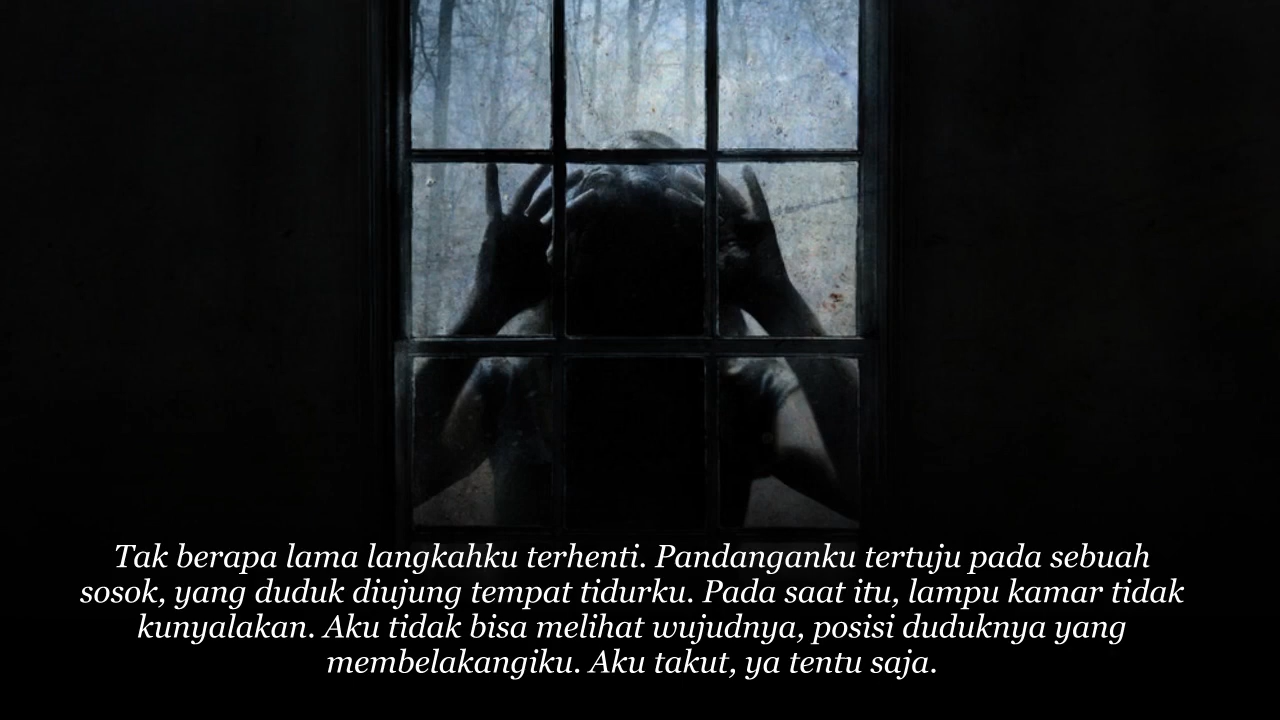 Tak berapa lama langkahku terhenti. Pandanganku tertuju pada sebuah
sosok, yang duduk diujung tempat tidurku. Pada saat itu, lampu kamar tidak
kunyalakan. Aku tidak bisa melihat wujudnya, posisi duduknya yang
membelakangiku. Aku takut, ya tentu saja.